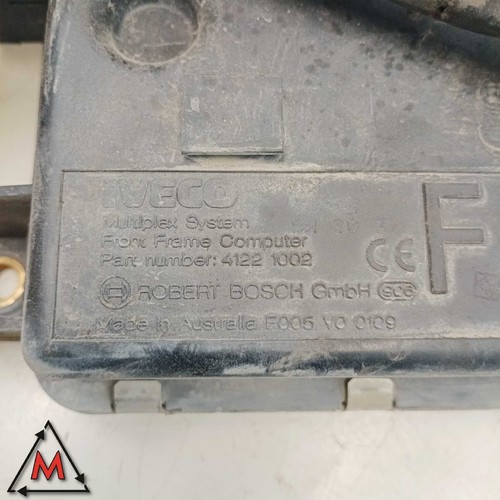 IVECO
Multiplex System
Front Frame Computer
Part number: 4122 1002
CE
F
ROBERT BOSCH GmbH
Made in Australia F005 V0 0109
M